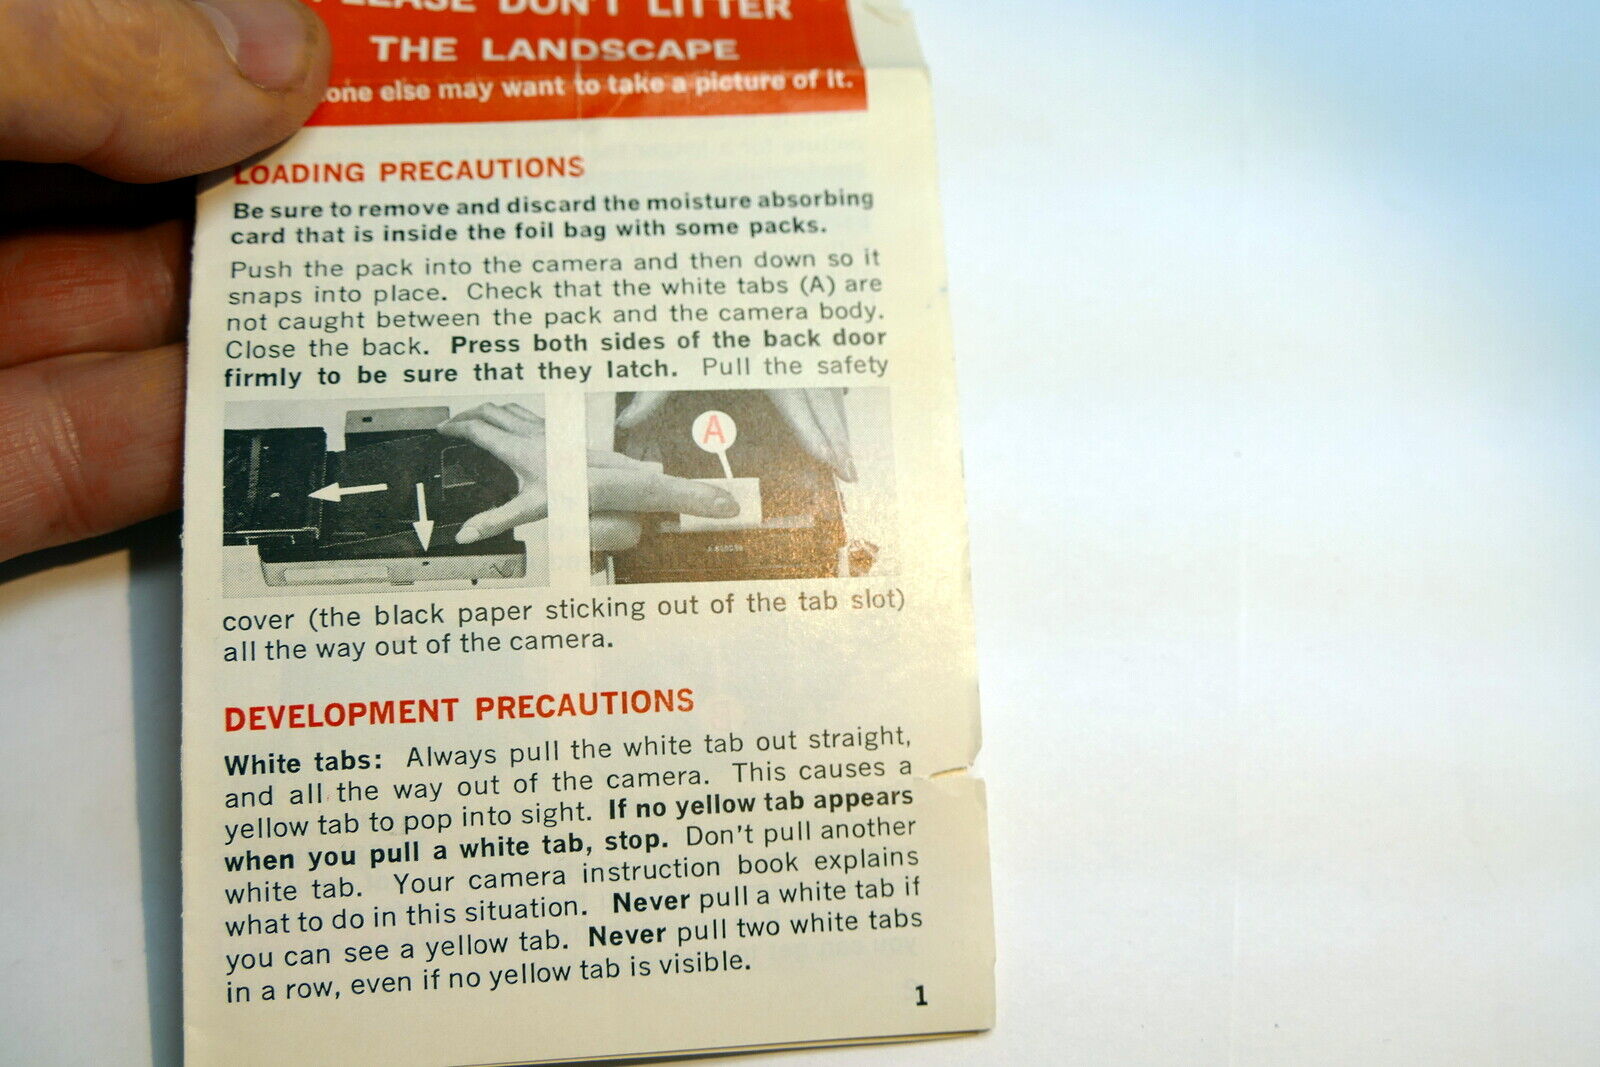 PLEASE DON'T LITTER
THE LANDSCAPE
one else may want to take a picture of it.
LOADING PRECAUTIONS
Be sure to remove and discard the moisture absorbing
card that is inside the foil bag with some packs.
Push the pack into the camera and then down so it
snaps into place. Check that the white tabs (A) are
not caught between the pack and the camera body.
Close the back. Press both sides of the back door
firmly to be sure that they latch. Pull the safety
A
cover (the black paper sticking out of the tab slot)
all the way out of the camera.
DEVELOPMENT PRECAUTIONS
White tabs: Always pull the white tab out straight,
and all the way out of the camera. This causes a
yellow tab to pop into sight. If no yellow tab appears
when you pull a white tab, stop. Don't pull another
white tab. Your camera instruction book explains
what to do in this situation. Never pull a white tab if
you can see a yellow tab. Never pull two white tabs
in a row, even if no yellow tab is visible.
1